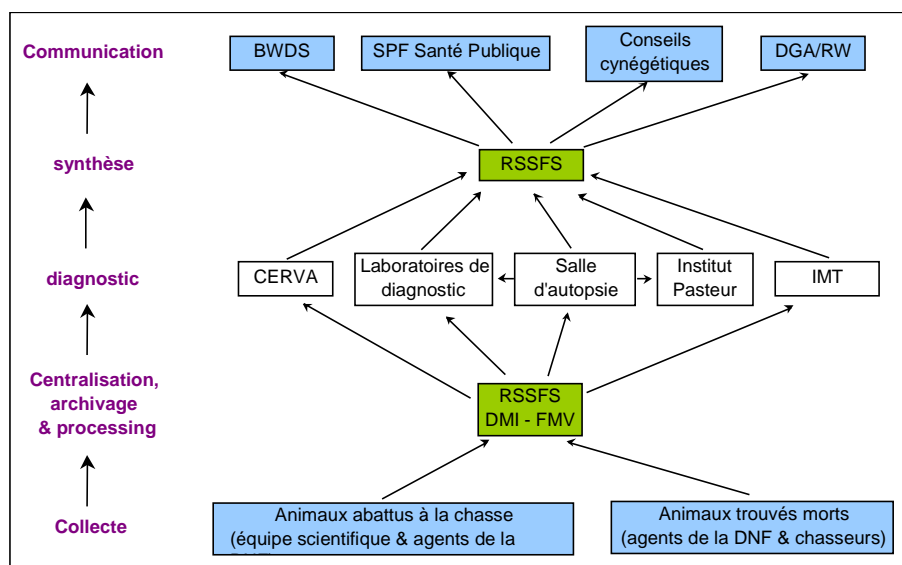 Communication
BWDS
SPF Santé Publique
Conseils
cynégétiques
DGA/RW
synthèse
RSSFS
diagnostic
CERVA
Laboratoires de
diagnostic
Salle
d'autopsie
Institut
Pasteur
IMT
Centralisation,
archivage
& processing
RSSFS
DMI - FMV
Collecte
Animaux abattus à la chasse
(équipe scientifique & agents de la
Animaux trouvés morts
(agents de la DNF & chasseurs)